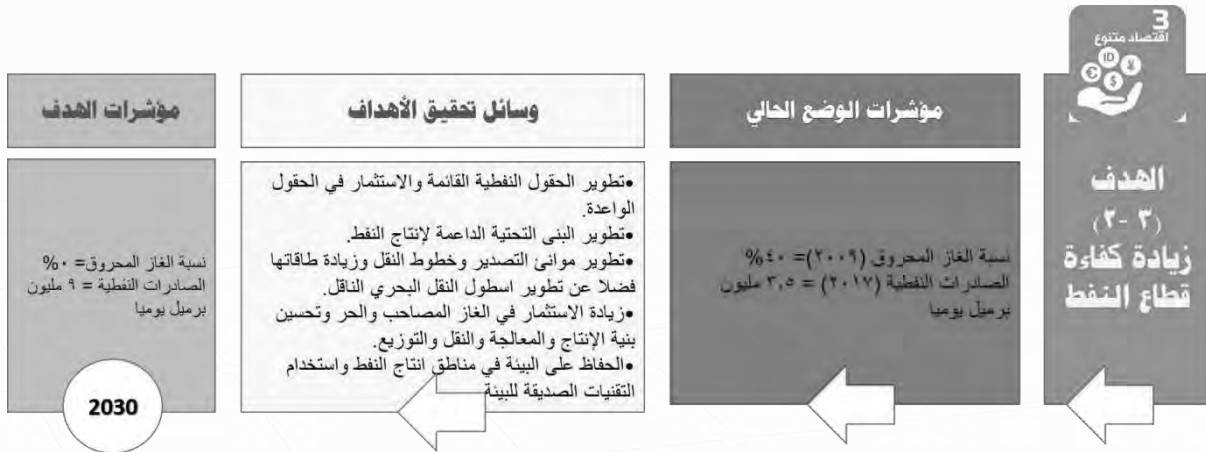 3
اقتصاد متنوع
ID
¥
€
$
الهدف
(٣-٢)
زيادة كفاءة
قطاع النفط
مؤشرات الوضع الحالي
نسبة الغاز المحروق (٢٠٠٩)= ٤٠%
الصادرات النفطية (٢٠١٧) = ٣,٥ مليون
برميل يوميا
وسائل تحقيق الأهداف
•تطوير الحقول النفطية القائمة والاستثمار في الحقول
الواعدة.
•تطوير البنى التحتية الداعمة لإنتاج النفط.
•تطوير موانئ التصدير وخطوط النقل وزيادة طاقاتها
فضلا عن تطوير اسطول النقل البحري الناقل.
•زيادة الاستثمار في الغاز المصاحب والحر وتحسين
بنية الإنتاج والمعالجة والنقل والتوزيع.
•الحفاظ على البيئة في مناطق انتاج النفط واستخدام
التقنيات الصديقة للبيئة
مؤشرات الهدف
نسبة الغاز المحروق= ٠%
الصادرات النفطية = ٩ مليون
برميل يوميا
2030